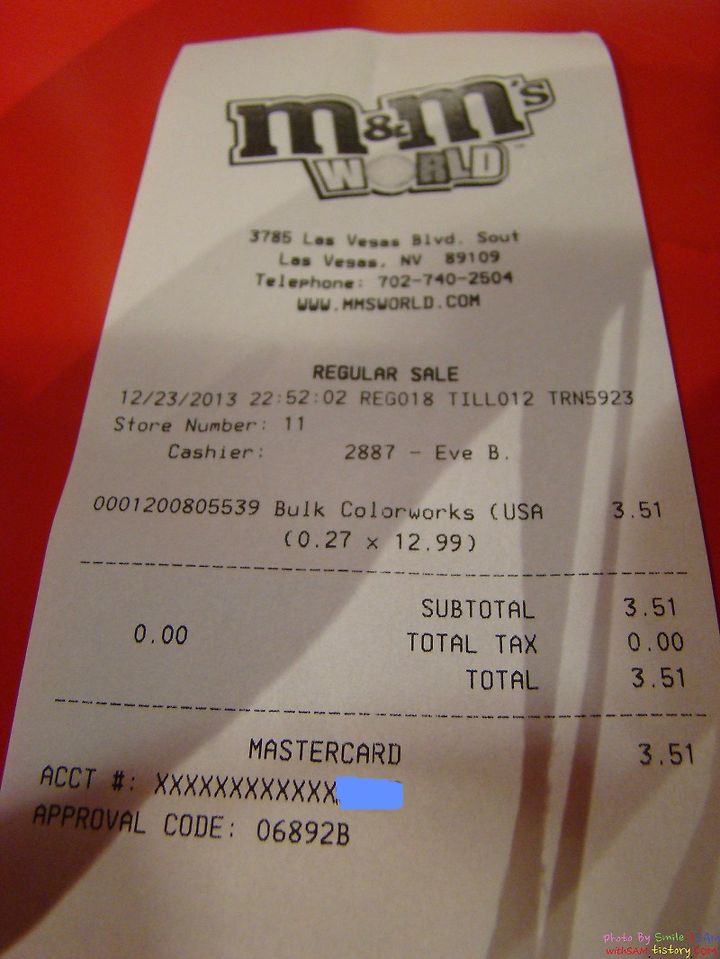 m&m's
WORLD
3785 Las Vegas Blvd. Sout
Las Vegas, NV 89109
Telephone: 702-740-2504
WWW.MMSWORLD.COM
REGULAR SALE
12/23/2013 22:52:02 REG018 TILL012 TRN5923
Store Number: 11
Cashier: 2887 - Eve B.
0001200805539 Bulk Colorworks (USA 3.51
(0.27 x 12.99)
SUBTOTAL 3.51
0.00 TOTAL TAX 0.00
TOTAL 3.51
MASTERCARD 3.51
ACCT #: XXXXXXXXXXXX
APPROVAL CODE: 06892B
photo By Smile SAM
withSAM.tistory.COM